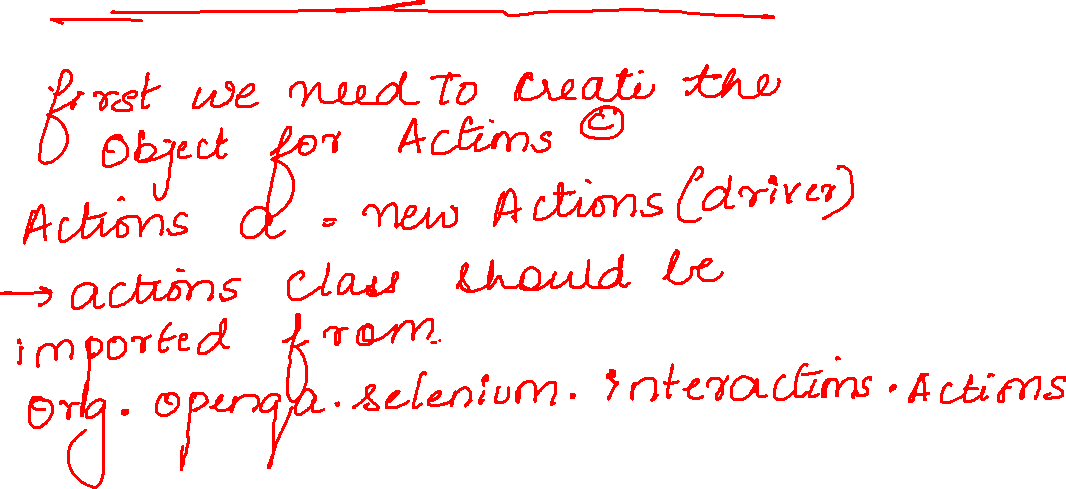 first we need To create the
Object for Actions ©
Actions a = new Actions(driver)
→ actions class should be
imported from
org.openqa.selenium.interactions.Actions